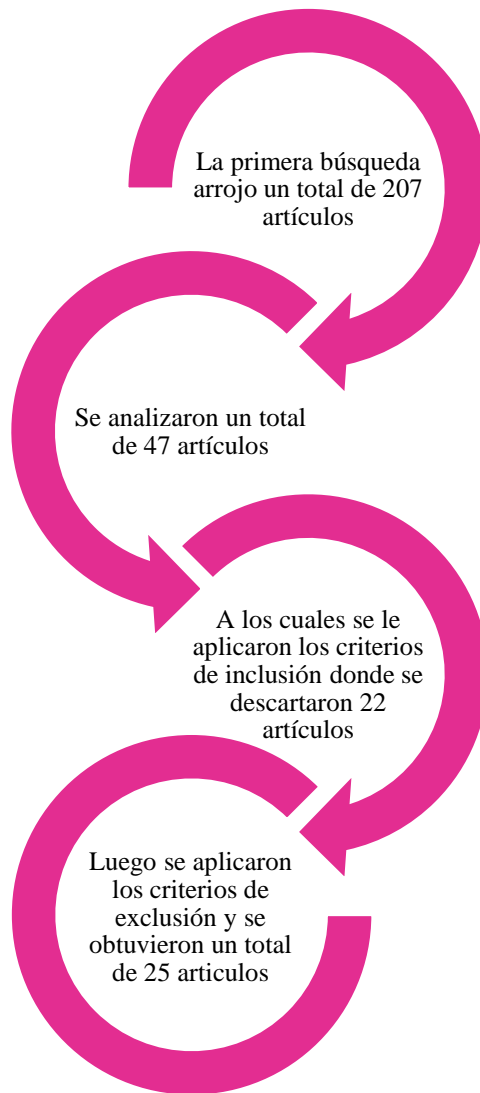 La primera búsqueda
arrojo un total de 207
artículos
Se analizaron un total
de 47 artículos
A los cuales se le
aplicaron los criterios
de inclusión donde se
descartaron 22
artículos
Luego se aplicaron
los criterios de
exclusión y se
obtuvieron un total
de 25 articulos